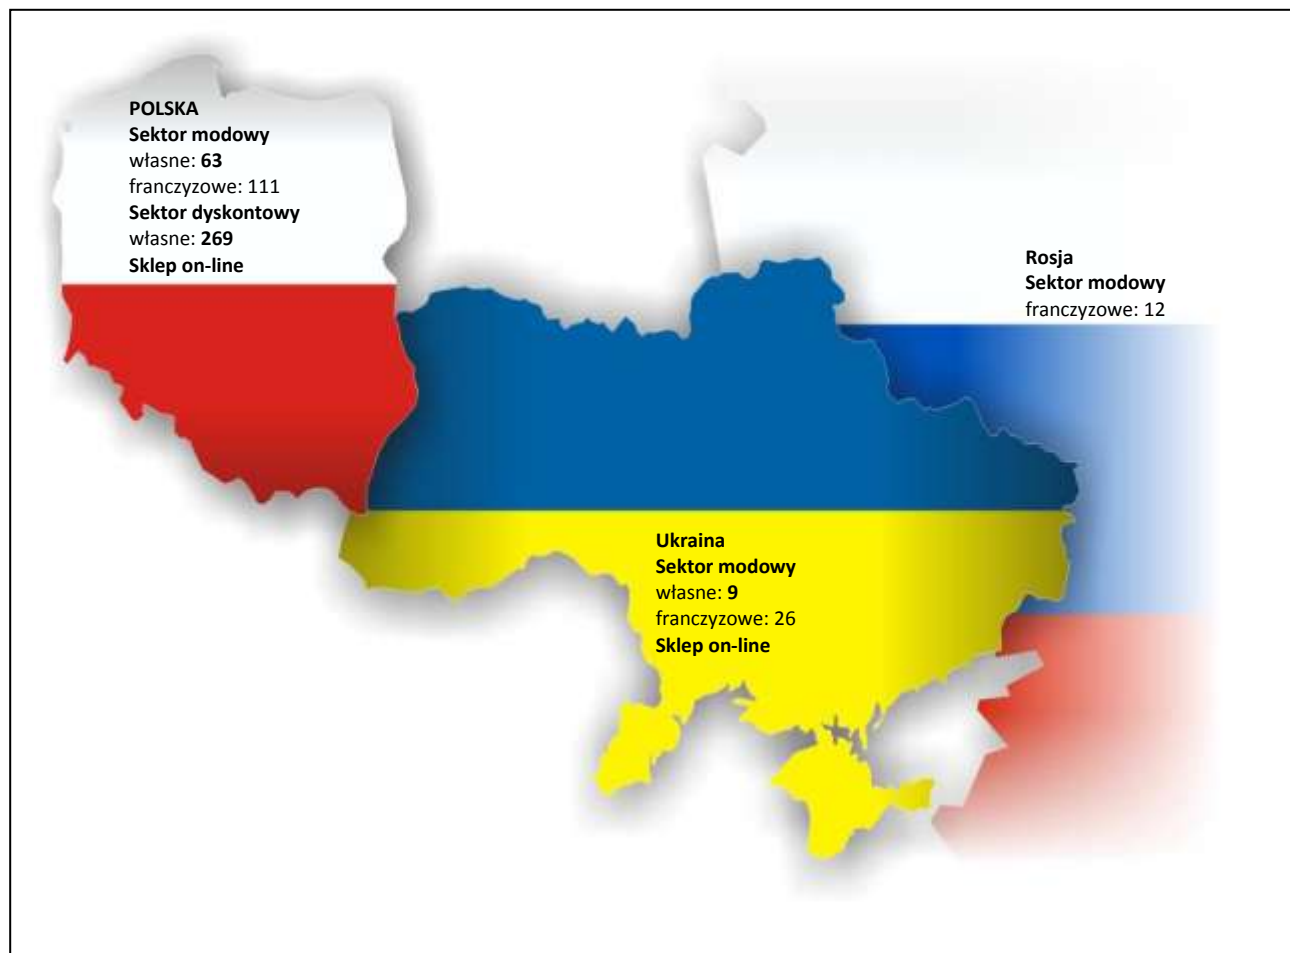 POLSKA
Sektor modowy
własne: 63
franczyzowe: 111
Sektor dyskontowy
własne: 269
Sklep on-line
Rosja
Sektor modowy
franczyzowe: 12
Ukraina
Sektor modowy
własne: 9
franczyzowe: 26
Sklep on-line